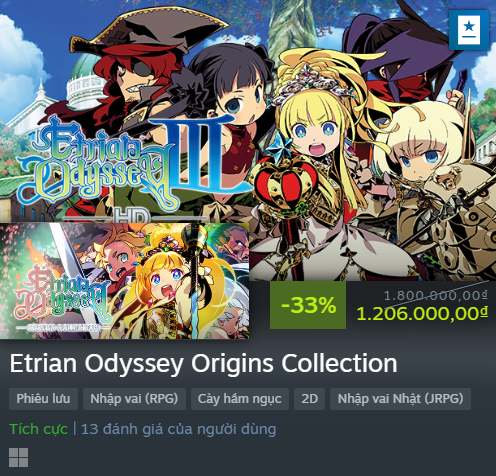 Etrian Odyssey III
HD
Etrian Odyssey
-33%
1.800.000,00₫
1.206.000,00₫
Etrian Odyssey Origins Collection
Phiêu lưu
Nhập vai (RPG)
Cày hầm ngục
2D
Nhập vai Nhật (JRPG)
Tích cực | 13 đánh giá của người dùng